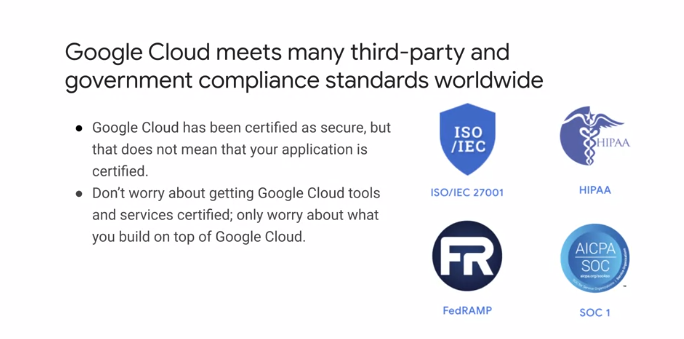 Google Cloud meets many third-party and
government compliance standards worldwide
● Google Cloud has been certified as secure, but
that does not mean that your application is
certified.
● Don't worry about getting Google Cloud tools
and services certified; only worry about what
you build on top of Google Cloud.
ISO
/IEC
ISO/IEC 27001
HIPAA
HIPAA
FR
FedRAMP
AICPA
SOC
SOC 1